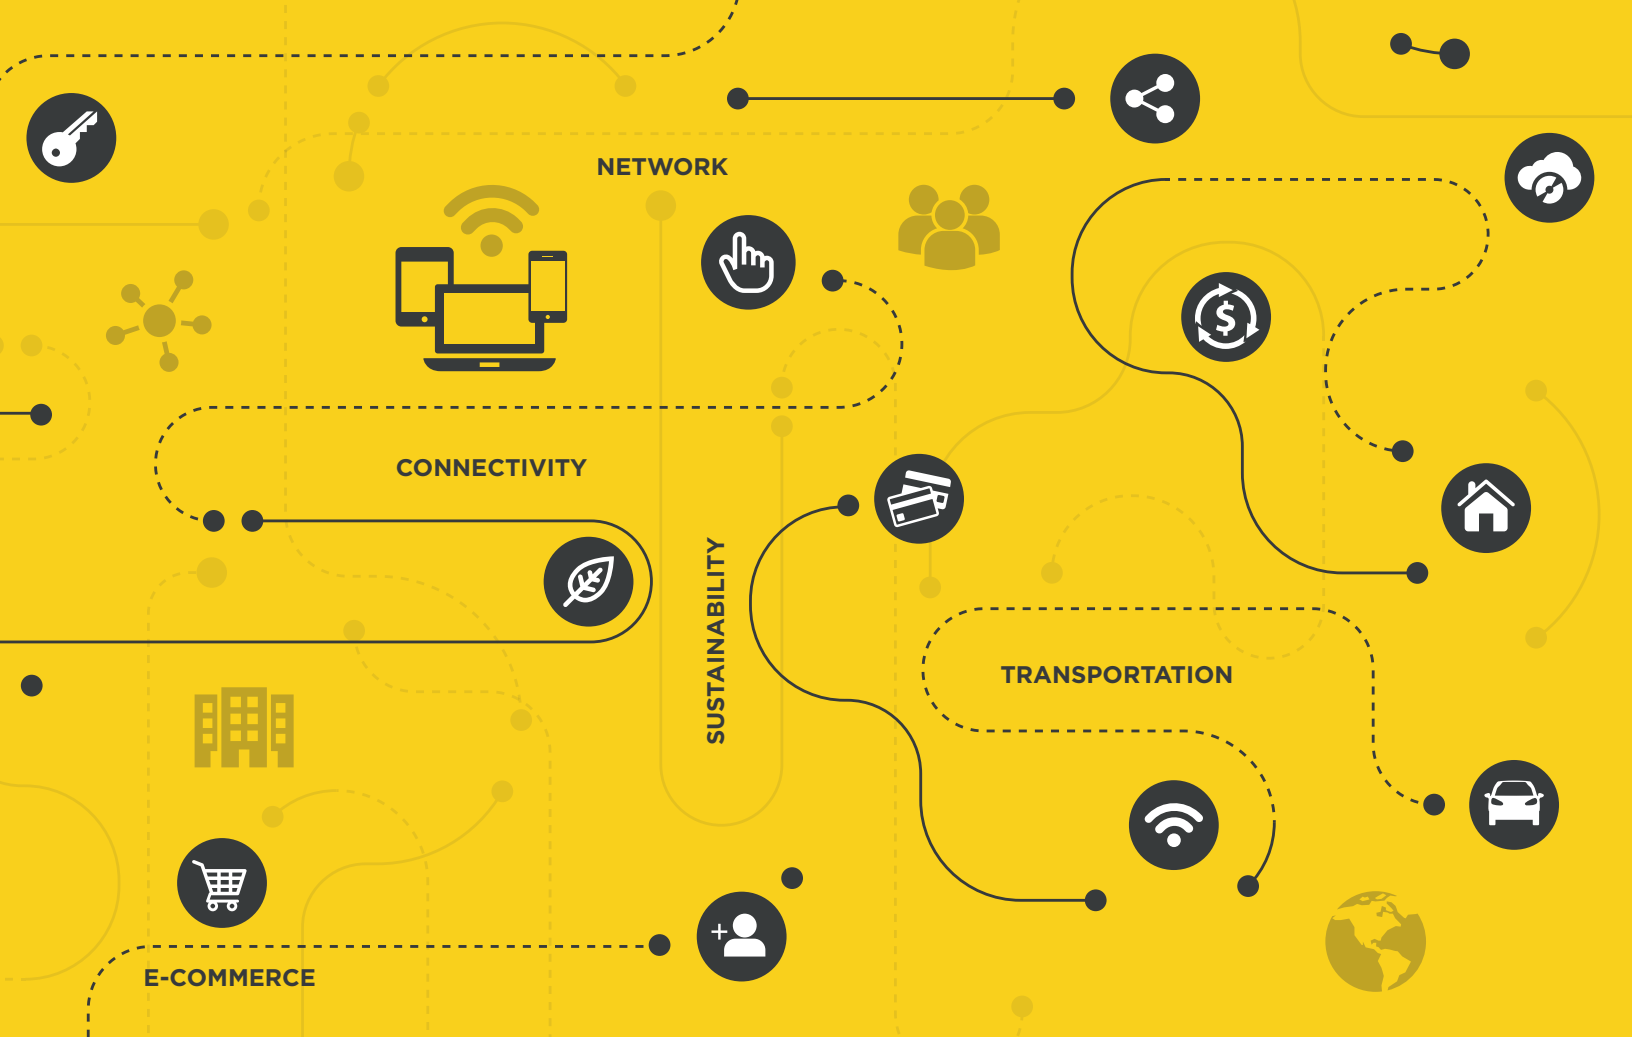 NETWORK
CONNECTIVITY
SUSTAINABILITY
TRANSPORTATION
E-COMMERCE
$